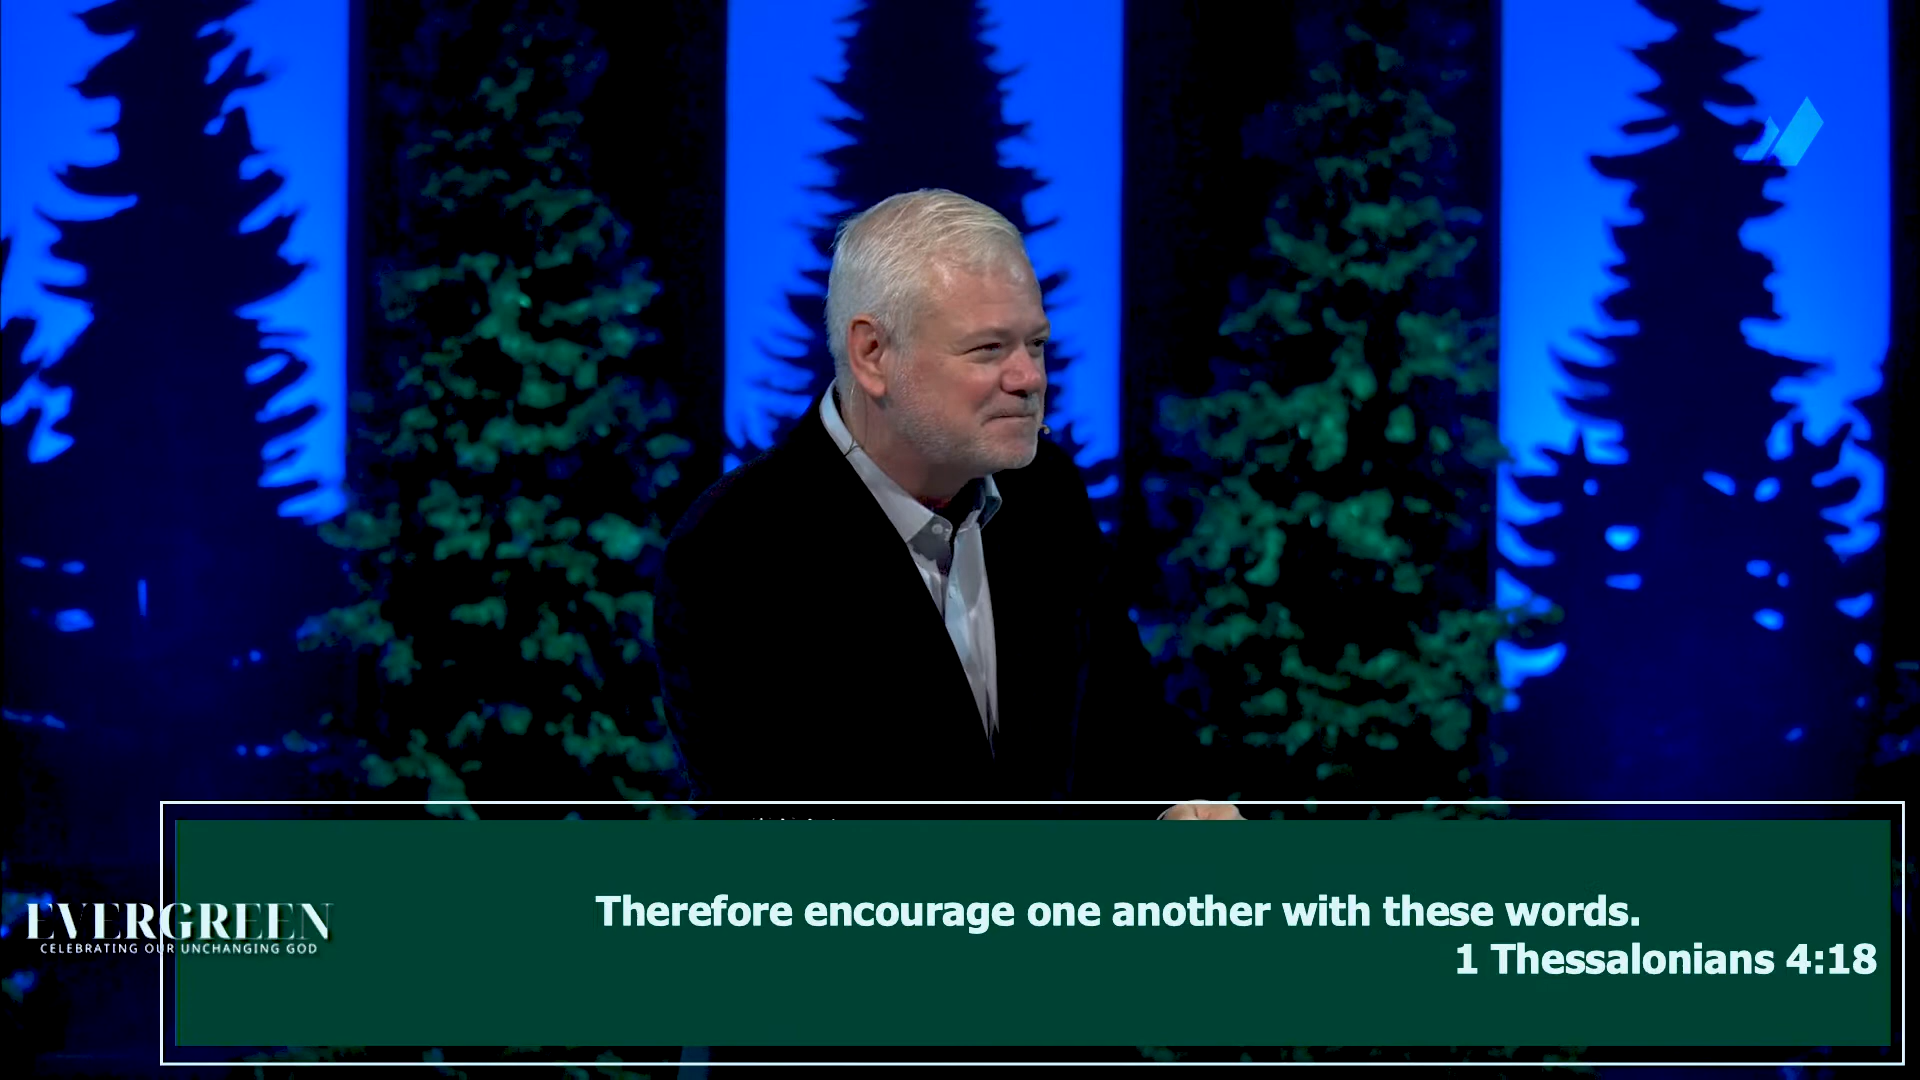 EVERGREEN
CELEBRATING OUR UNCHANGING GOD
Therefore encourage one another with these words.
1 Thessalonians 4:18